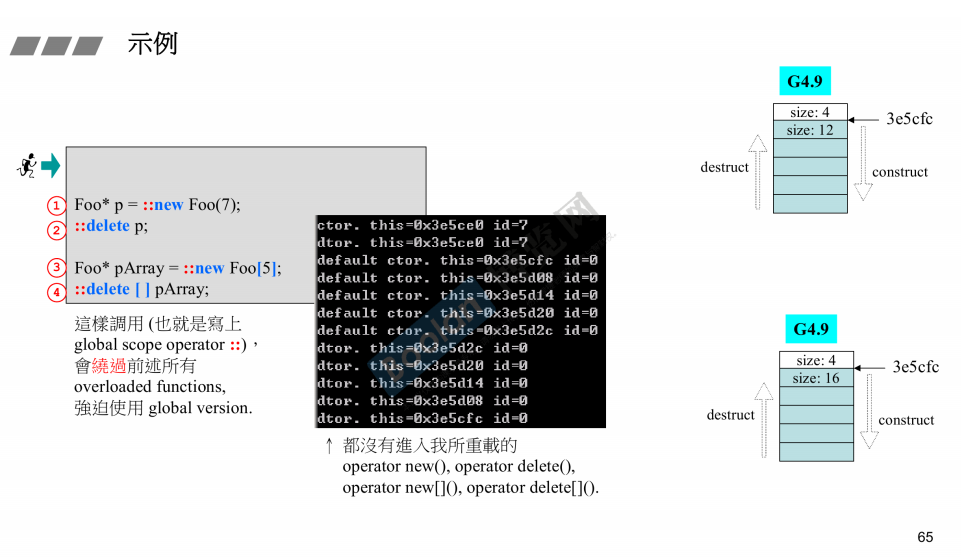 示例
G4.9
size: 4
3e5cfc
size: 12
destruct
construct
① Foo* p = ::new Foo(7);
② ::delete p;
③ Foo* pArray = ::new Foo[5];
④ ::delete [ ] pArray;
這樣調用 (也就是寫上
global scope operator ::)，
會繞過前述所有
overloaded functions,
強迫使用 global version.
ctor. this=0x3e5ce0 id=7
dtor. this=0x3e5ce0 id=7
default ctor. this=0x3e5cfc id=0
default ctor. this=0x3e5d08 id=0
default ctor. this=0x3e5d14 id=0
default ctor. this=0x3e5d20 id=0
default ctor. this=0x3e5d2c id=0
dtor. this=0x3e5d2c id=0
dtor. this=0x3e5d20 id=0
dtor. this=0x3e5d14 id=0
dtor. this=0x3e5d08 id=0
dtor. this=0x3e5cfc id=0
↑ 都沒有進入我所重載的
operator new(), operator delete(),
operator new[](), operator delete[]().
G4.9
size: 4
3e5cfc
size: 16
destruct
construct
65